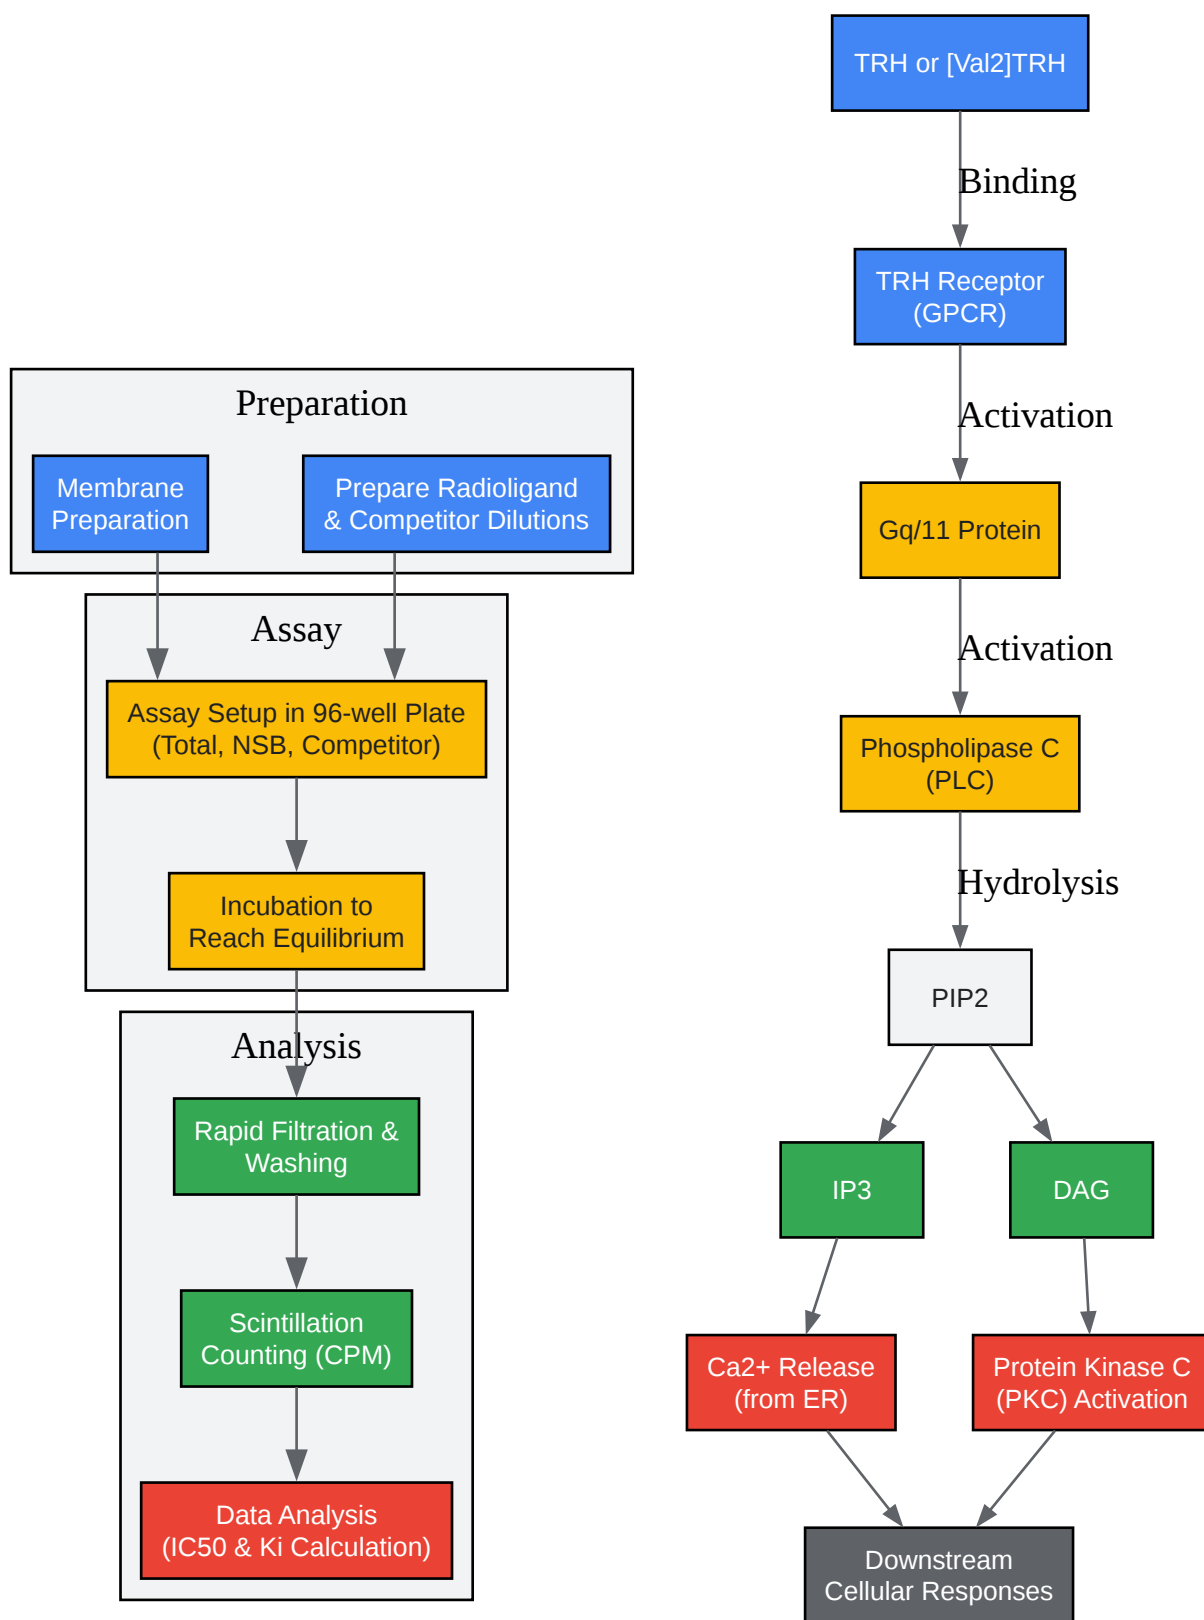 Preparation
Membrane
Preparation
Prepare Radioligand
& Competitor Dilutions
Assay
Assay Setup in 96-well Plate
(Total, NSB, Competitor)
Incubation to
Reach Equilibrium
Analysis
Rapid Filtration &
Washing
Scintillation
Counting (CPM)
Data Analysis
(IC50 & Ki Calculation)
TRH or [Val2]TRH
Binding
TRH Receptor
(GPCR)
Activation
Gq/11 Protein
Activation
Phospholipase C
(PLC)
Hydrolysis
PIP2
IP3
DAG
Ca2+ Release
(from ER)
Protein Kinase C
(PKC) Activation
Downstream
Cellular Responses